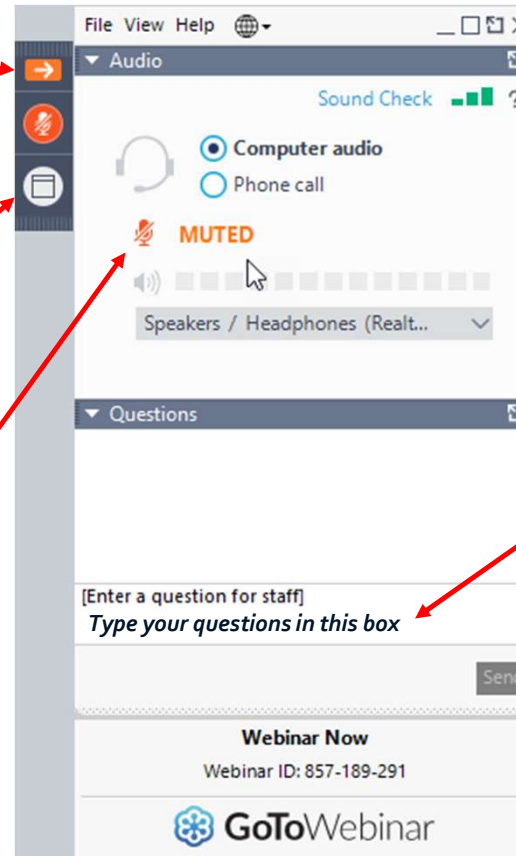 File View Help
Audio
Sound Check ?
Computer audio
Phone call
MUTED
Speakers / Headphones (Realt...
Questions
[Enter a question for staff]
Type your questions in this box
Send
Webinar Now
Webinar ID: 857-189-291
GoToWebinar